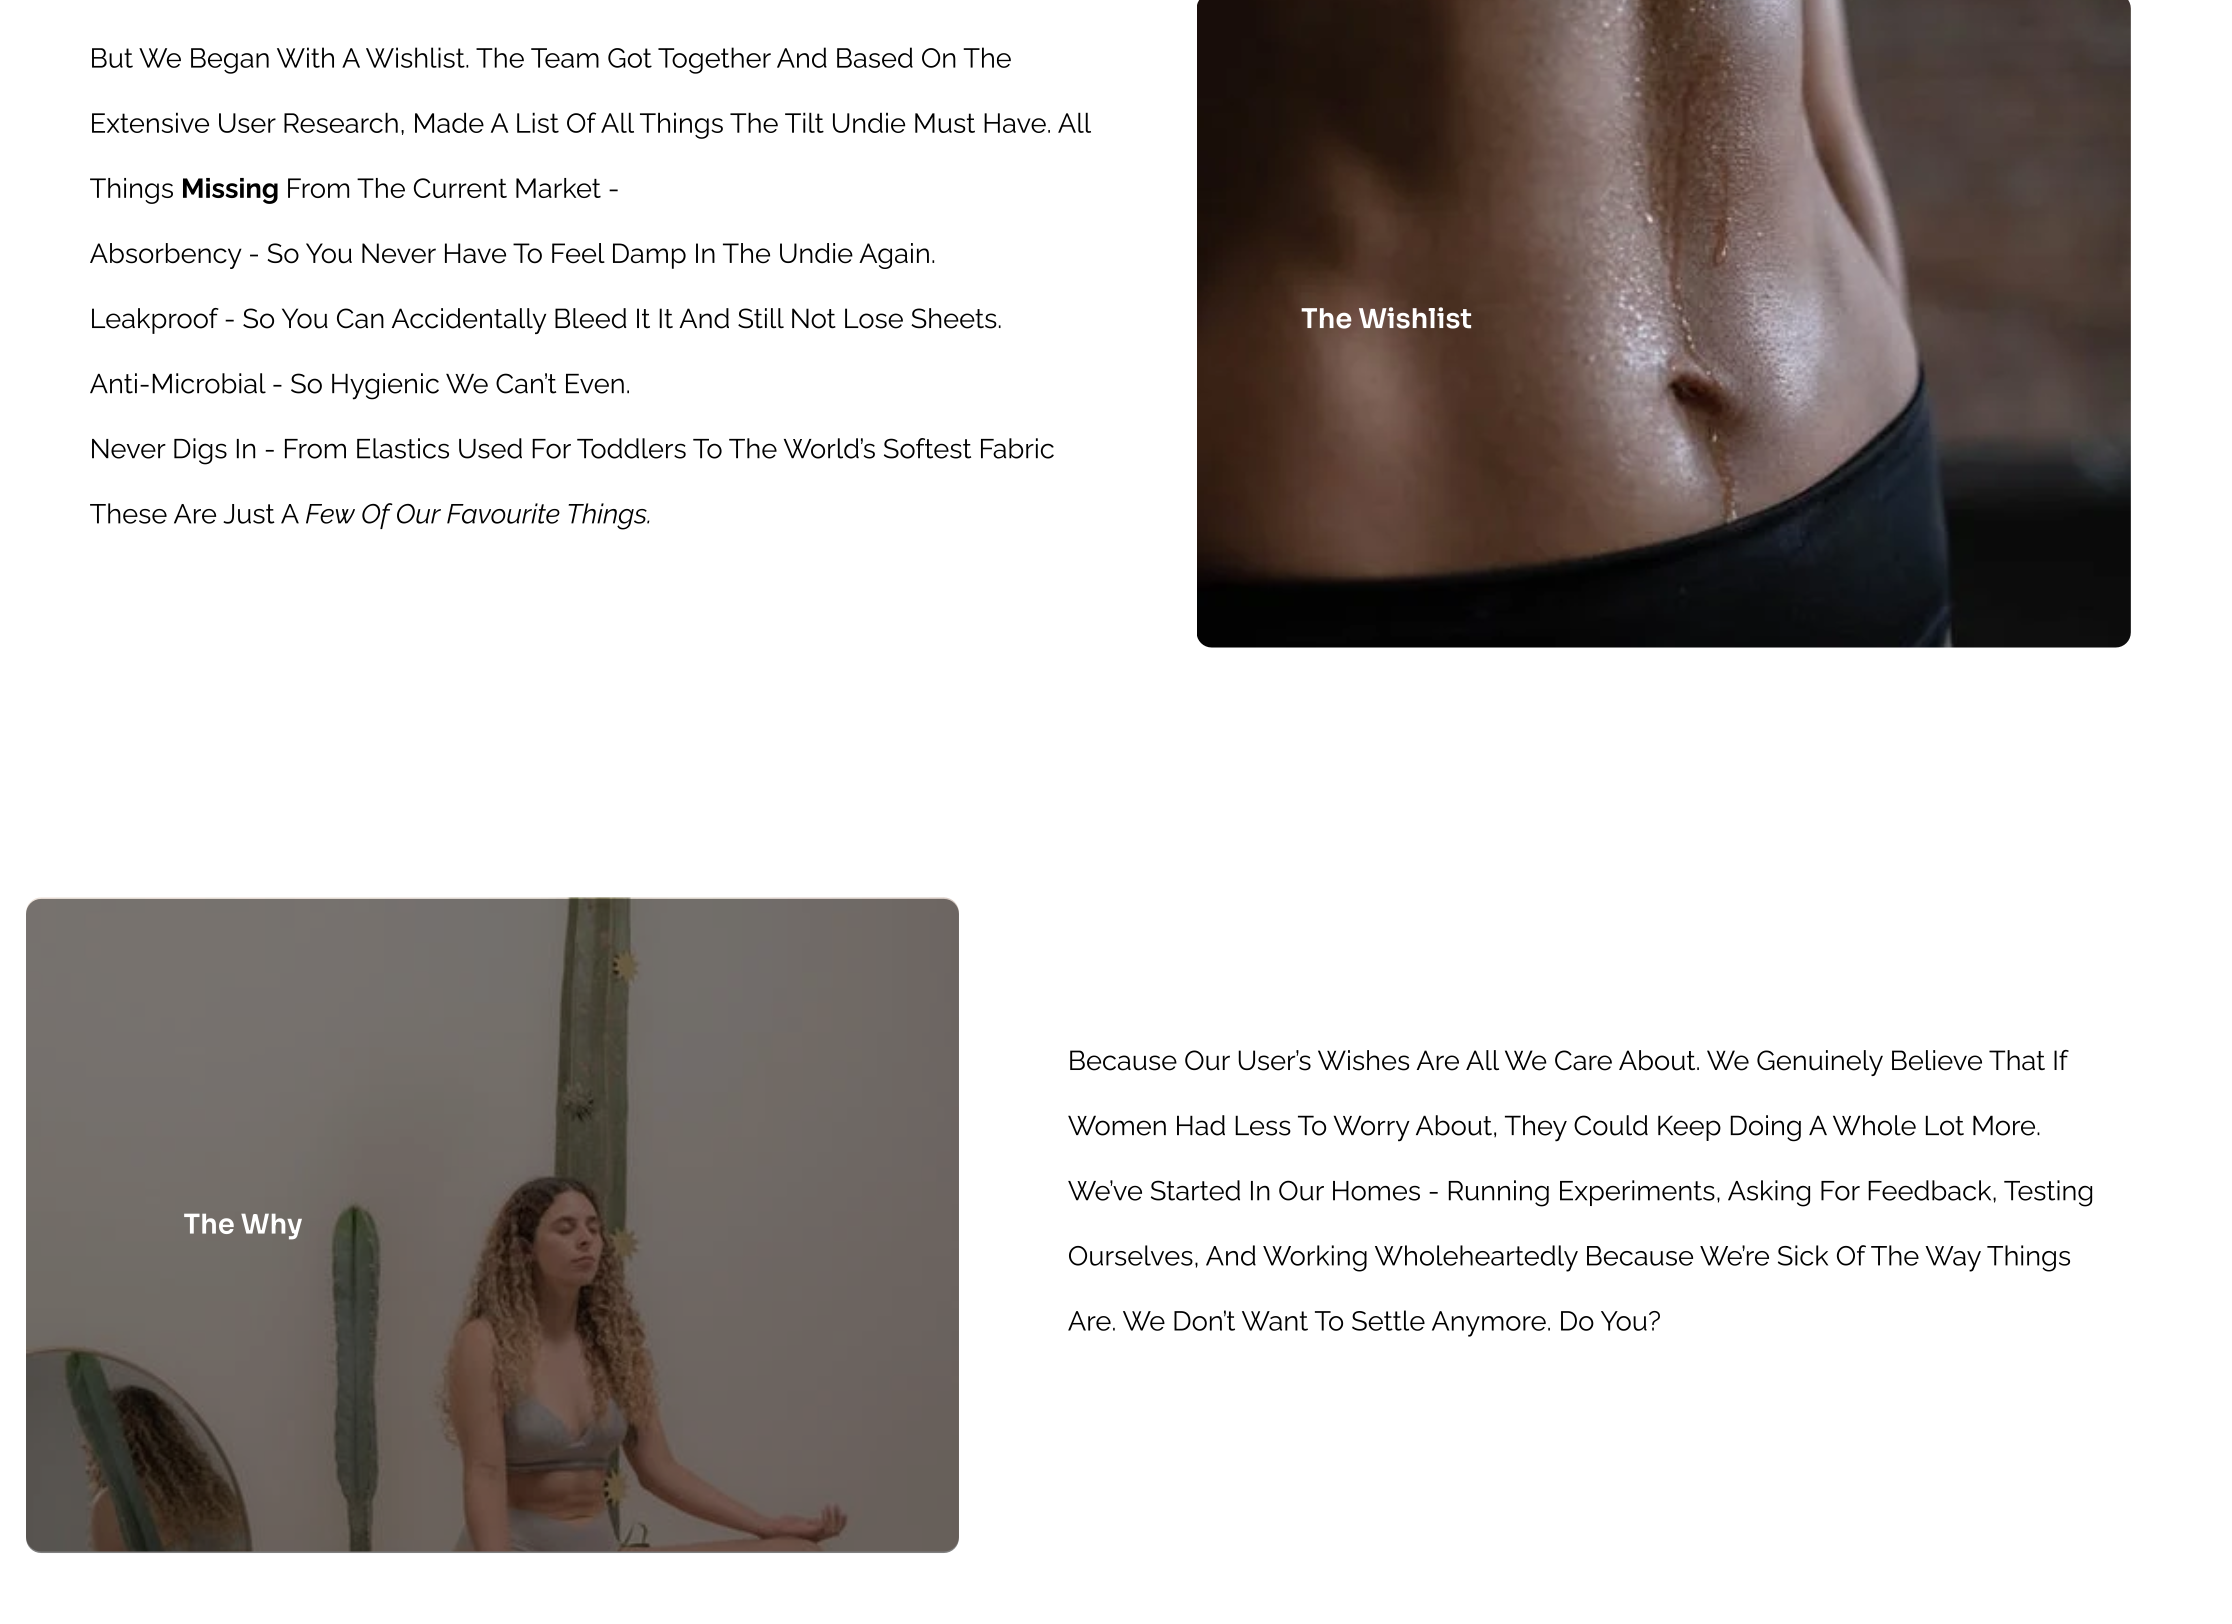 But We Began With A Wishlist. The Team Got Together And Based On The
Extensive User Research, Made A List Of All Things The Tilt Undie Must Have. All
Things Missing From The Current Market -
Absorbency - So You Never Have To Feel Damp In The Undie Again.
Leakproof - So You Can Accidentally Bleed It It And Still Not Lose Sheets.
Anti-Microbial - So Hygienic We Can't Even.
Never Digs In - From Elastics Used For Toddlers To The World's Softest Fabric
These Are Just A Few Of Our Favourite Things.
The Wishlist
The Why
Because Our User's Wishes Are All We Care About. We Genuinely Believe That If
Women Had Less To Worry About, They Could Keep Doing A Whole Lot More.
We've Started In Our Homes - Running Experiments, Asking For Feedback, Testing
Ourselves, And Working Wholeheartedly Because We're Sick Of The Way Things
Are. We Don't Want To Settle Anymore. Do You?